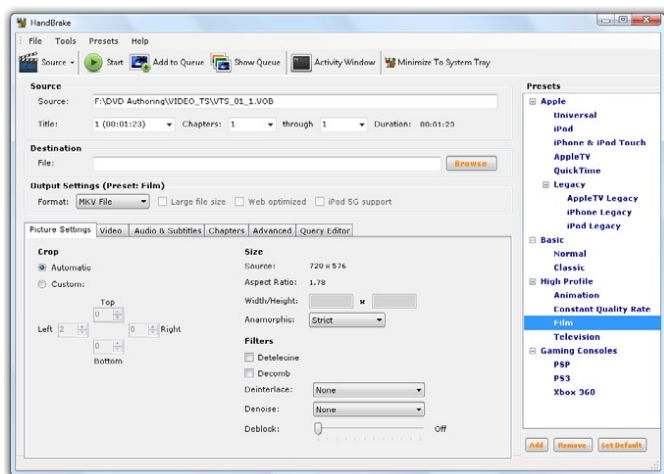 HandBrake
File Tools Presets Help
Source Start Add to Queue Show Queue Activity Window Minimize To System Tray
Source
Source: F:\DVD Authoring\VIDEO_TS\VTS_01_1.VOB
Title: 1 (00:01:23) Chapters: 1 through 1 Duration: 00:01:23
Destination
File: Browse
Output Settings (Preset: Film)
Format: MKV File Large file size Web optimized iPod 5G support
Picture Settings Video Audio & Subtitles Chapters Advanced Query Editor
Crop
Automatic
Custom:
Top
0
Left 2 0 Right
0
Bottom
Size
Source: 720 x 576
Aspect Ratio: 1.78
Width/Height: x
Anamorphic: Strict
Filters
Detelecine
Decomb
Deinterlace: None
Denoise: None
Deblock: Off
Presets
Apple
Universal
iPod
iPhone & iPod Touch
AppleTV
QuickTime
Legacy
AppleTV Legacy
iPhone Legacy
iPod Legacy
Basic
Normal
Classic
High Profile
Animation
Constant Quality Rate
Film
Television
Gaming Consoles
PSP
PS3
Xbox 360
Add Remove Set Default